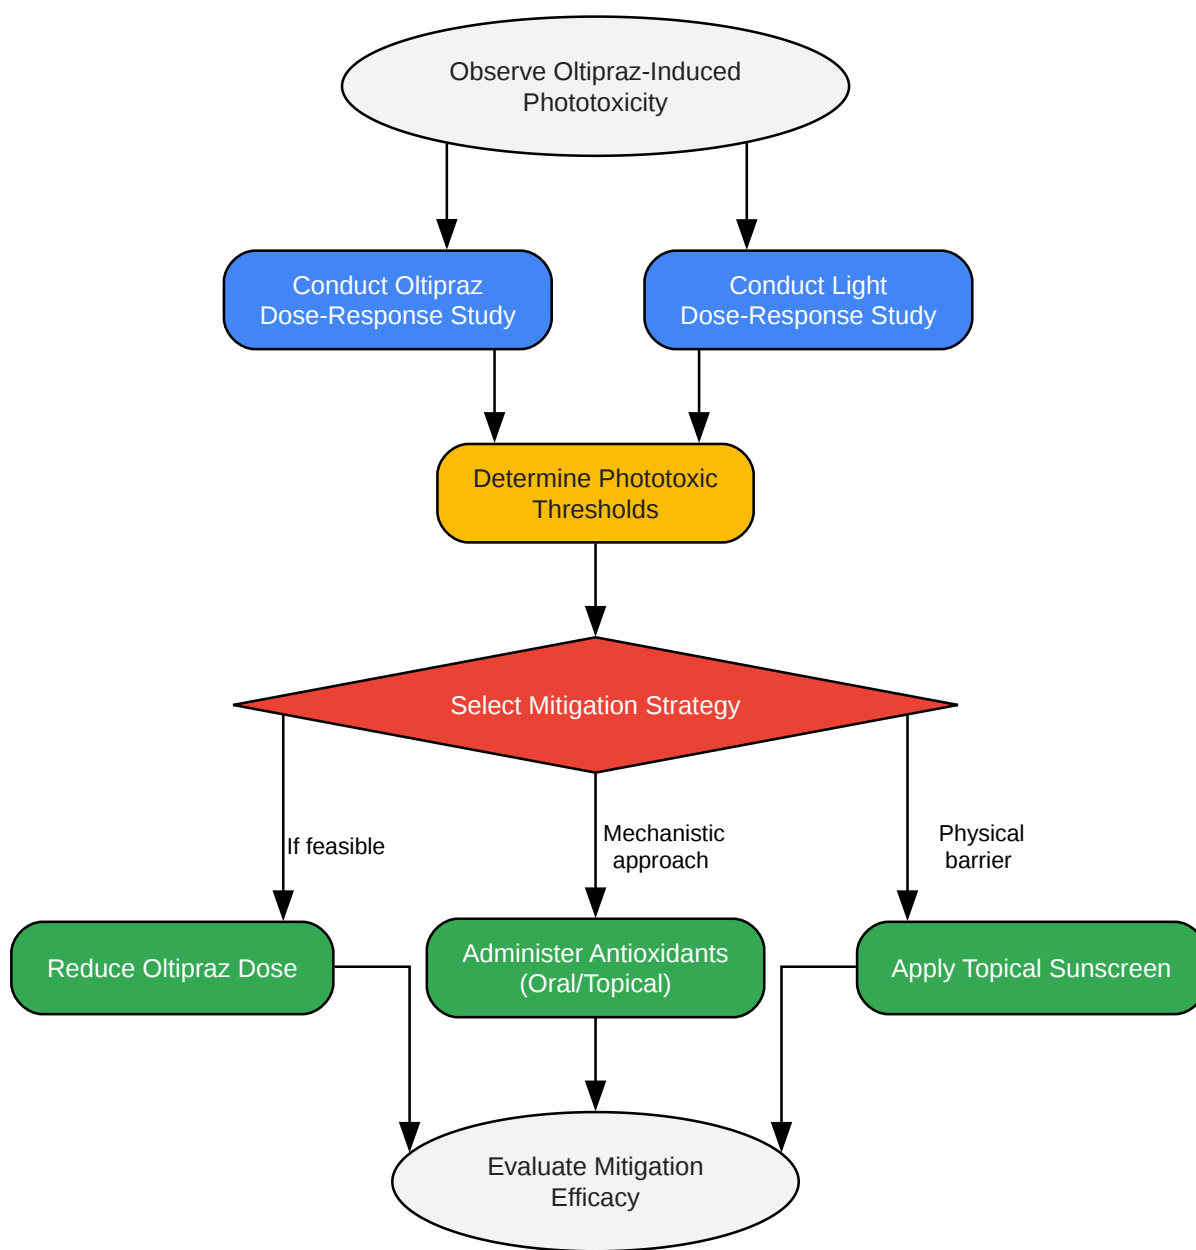 Observe Oltipraz-Induced
Phototoxicity
Conduct Oltipraz
Dose-Response Study
Conduct Light
Dose-Response Study
Determine Phototoxic
Thresholds
Select Mitigation Strategy
If feasible
Mechanistic
approach
Physical
barrier
Reduce Oltipraz Dose
Administer Antioxidants
(Oral/Topical)
Apply Topical Sunscreen
Evaluate Mitigation
Efficacy